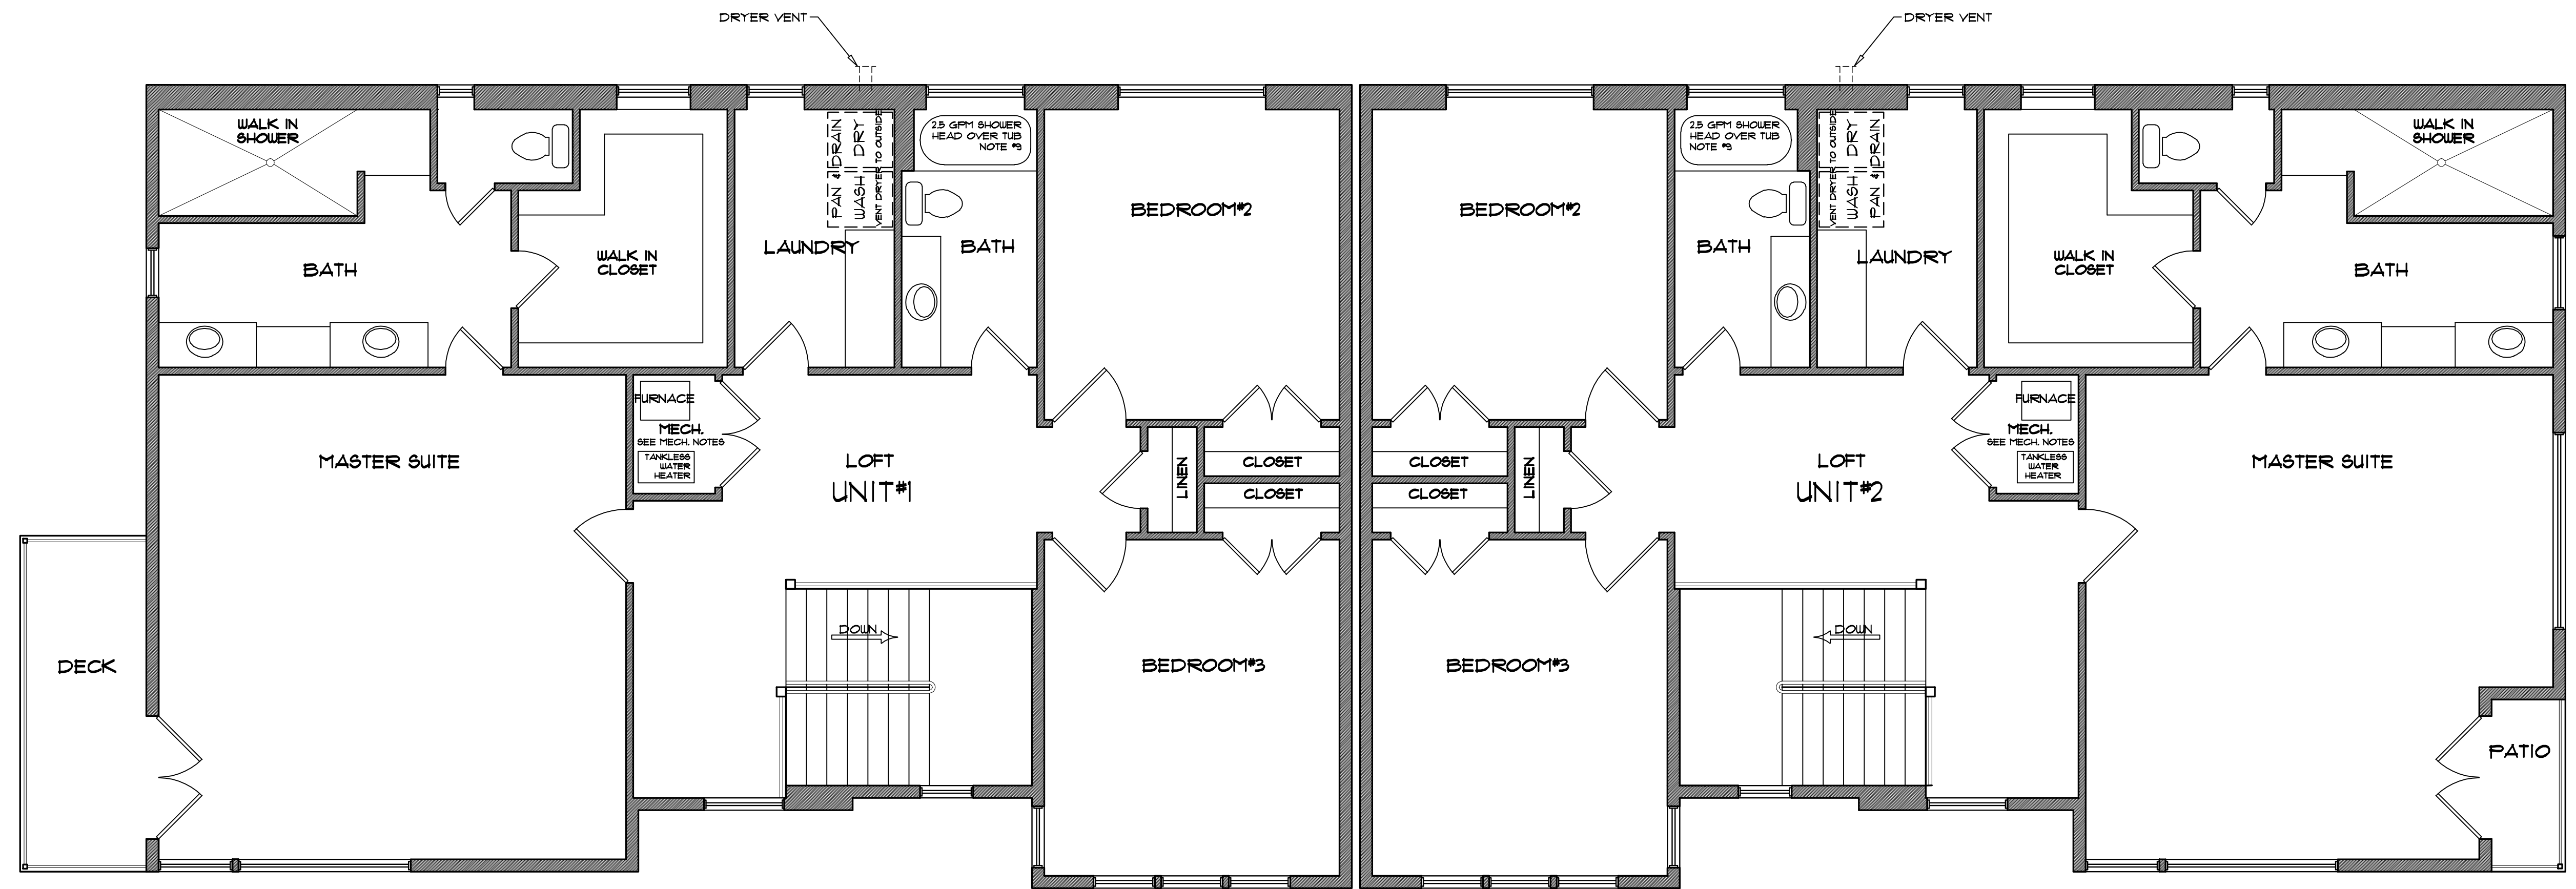 DRYER VENT
DRYER VENT
WALK IN
SHOWER
PAN & DRAIN
WASH DRY
VENT DRYER TO OUTSIDE
2.5 GPM SHOWER
HEAD OVER TUB
NOTE #3
BEDROOM#2
LAUNDRY
BATH
WALK IN
CLOSET
BATH
BEDROOM#2
2.5 GPM SHOWER
HEAD OVER TUB
NOTE #3
VENT DRYER TO OUTSIDE
WASH DRY
PAN & DRAIN
WALK IN
SHOWER
BATH
LAUNDRY
WALK IN
CLOSET
BATH
FURNACE
MECH.
SEE MECH. NOTES
TANKLESS
WATER
HEATER
MASTER SUITE
LOFT
UNIT#1
LINEN
CLOSET
CLOSET
CLOSET
CLOSET
LINEN
LOFT
UNIT#2
FURNACE
MECH.
SEE MECH. NOTES
TANKLESS
WATER
HEATER
MASTER SUITE
DOWN
DECK
BEDROOM#3
BEDROOM#3
DOWN
PATIO